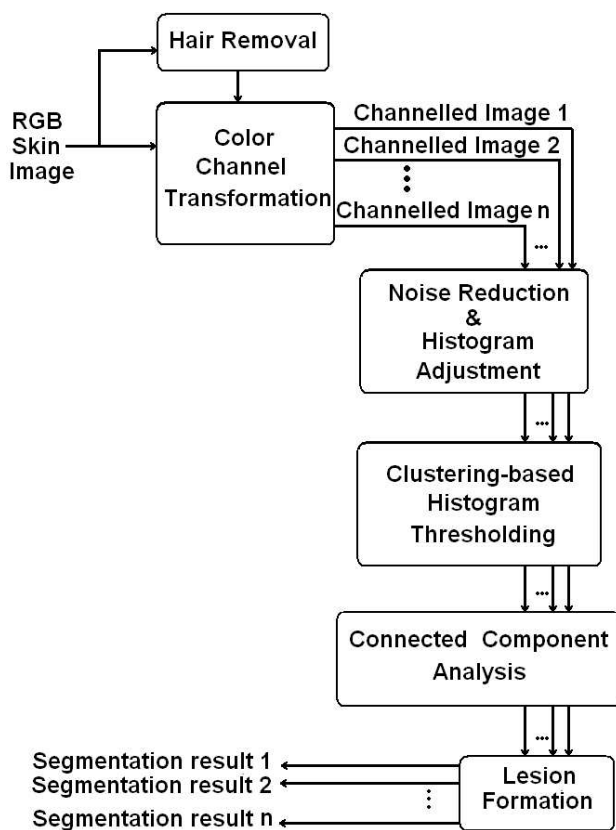 Hair Removal
RGB
Skin
Image
Color
Channel
Transformation
Channelled Image 1
Channelled Image 2
Channelled Image n
...
Noise Reduction
&
Histogram
Adjustment
...
Clustering-based
Histogram
Thresholding
...
Connected Component
Analysis
...
Lesion
Formation
Segmentation result 1
Segmentation result 2
Segmentation result n